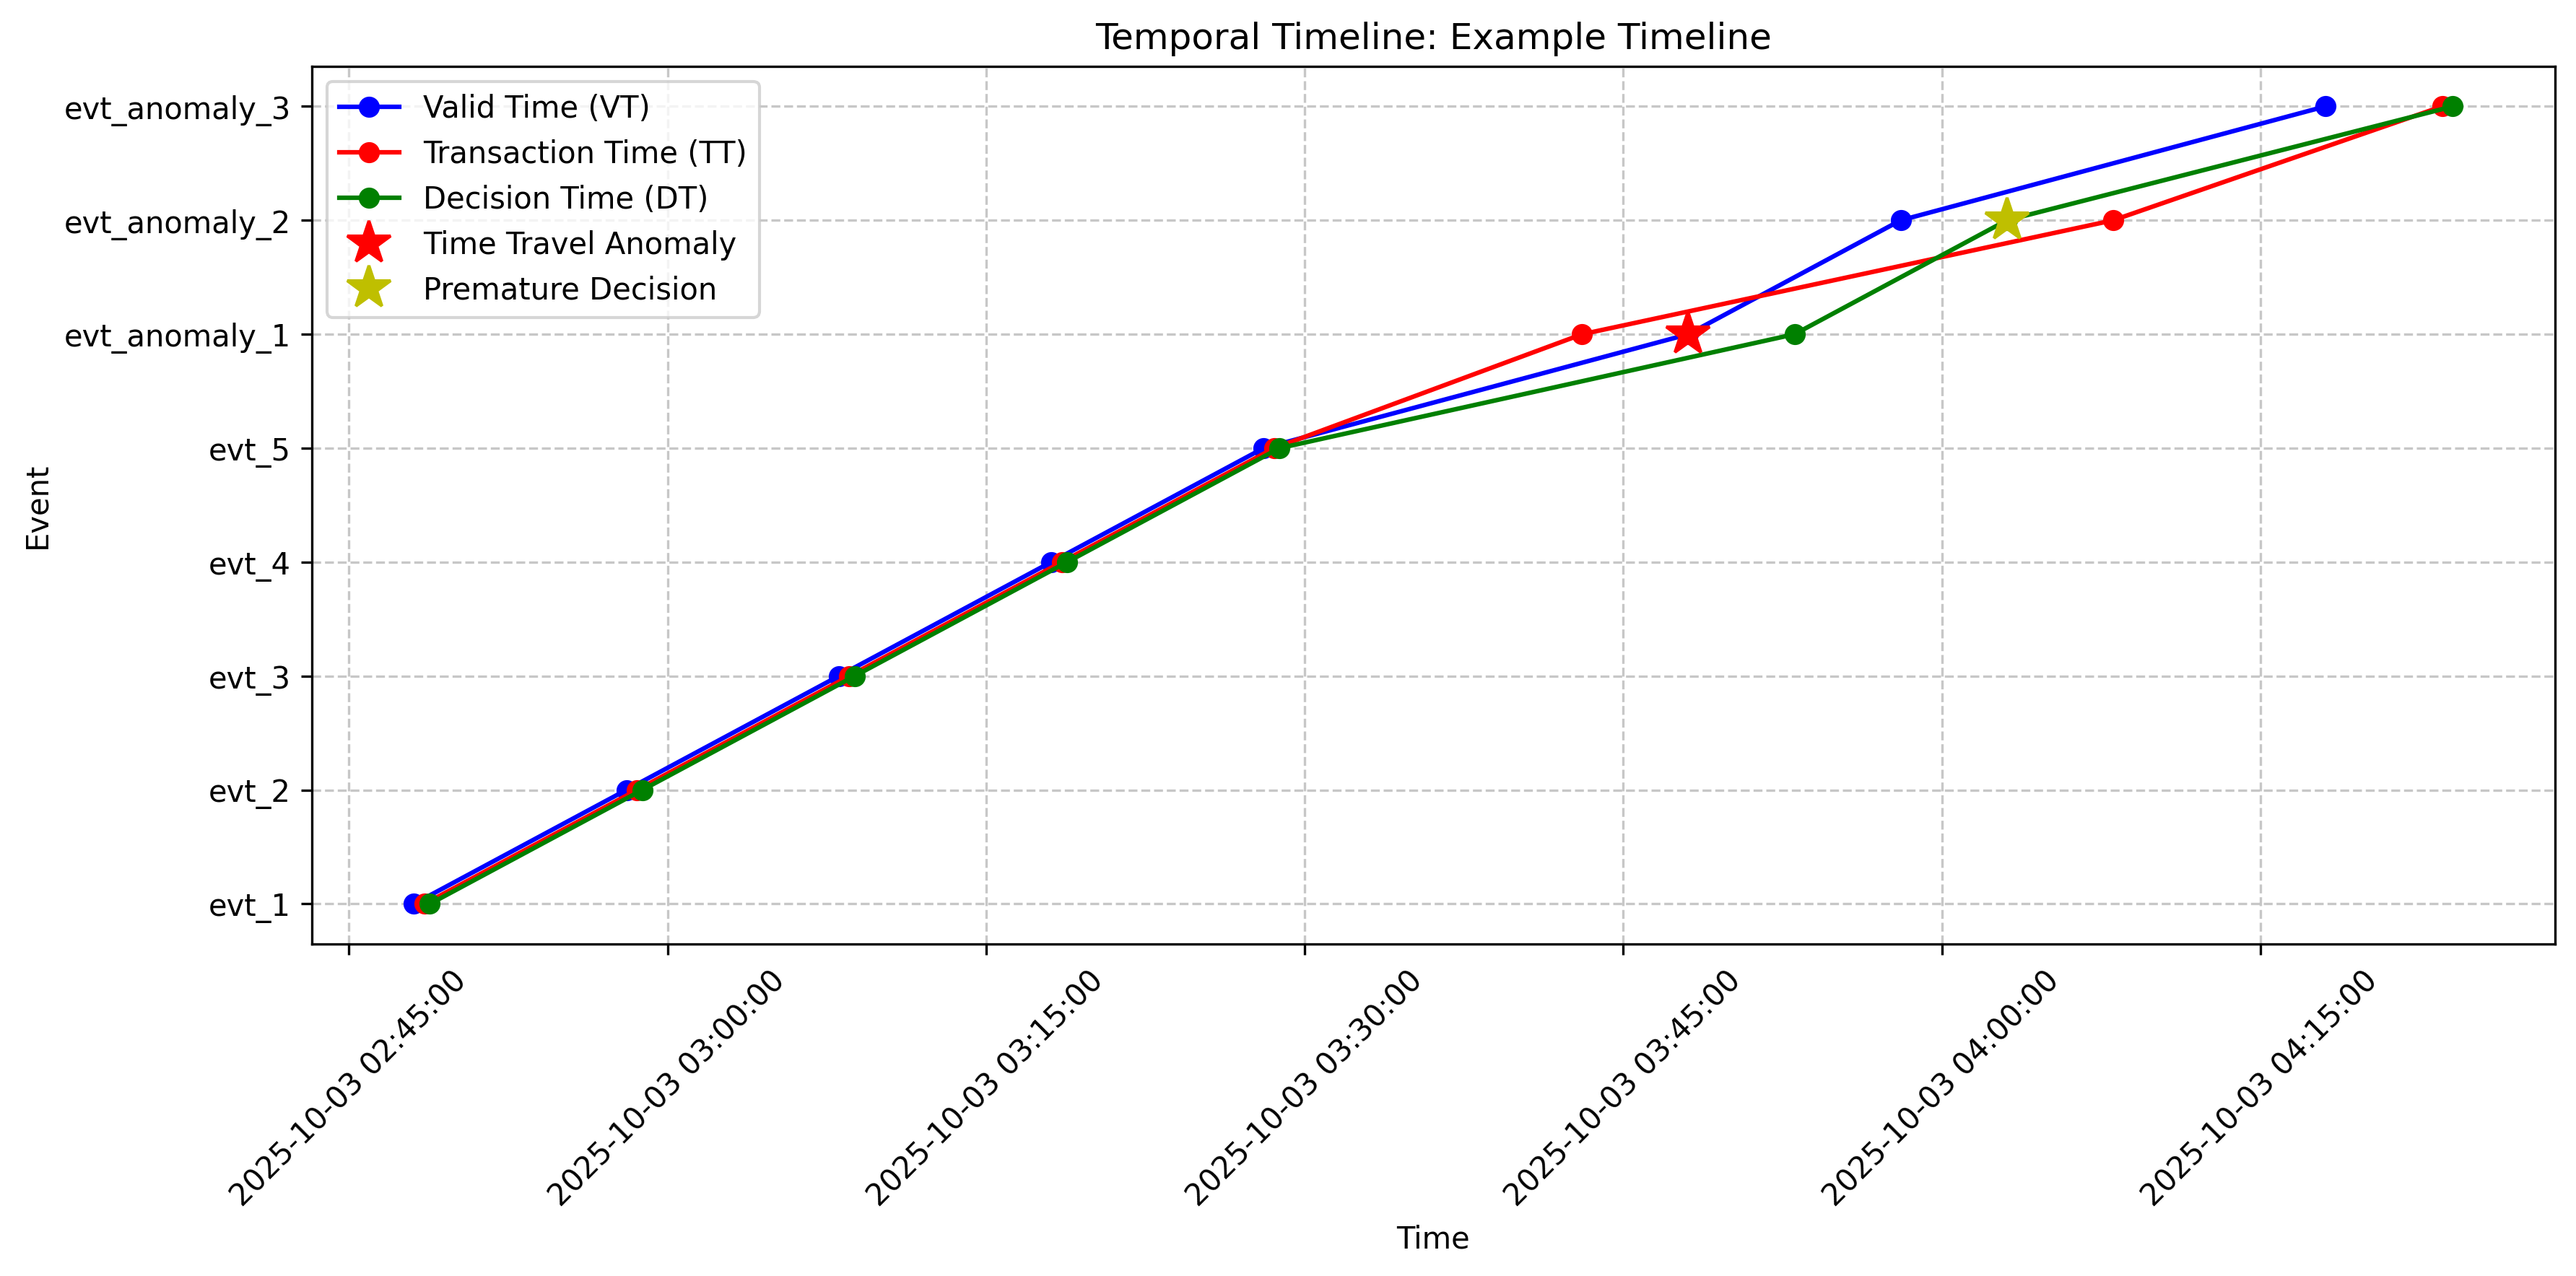 Temporal Timeline: Example Timeline
Valid Time (VT)
Transaction Time (TT)
Decision Time (DT)
Time Travel Anomaly
Premature Decision
evt_anomaly_3
evt_anomaly_2
evt_anomaly_1
evt_5
evt_4
evt_3
evt_2
evt_1
Event
2025-10-03 02:45:00
2025-10-03 03:00:00
2025-10-03 03:15:00
2025-10-03 03:30:00
2025-10-03 03:45:00
2025-10-03 04:00:00
2025-10-03 04:15:00
Time